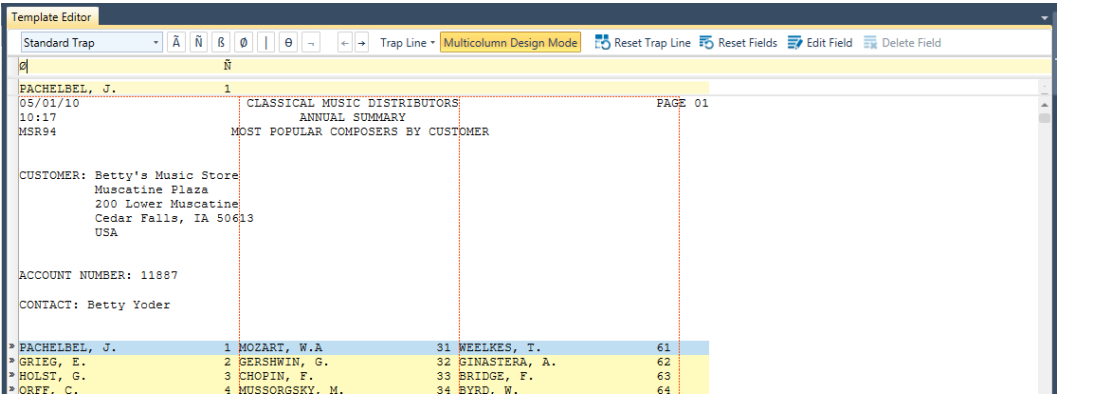 Template Editor
Standard Trap Ã Ñ ß Ø | θ ¬ ← → Trap Line Multicolumn Design Mode Reset Trap Line Reset Fields Edit Field Delete Field
Ø Ñ
PACHELBEL, J. 1
05/01/10 CLASSICAL MUSIC DISTRIBUTORS PAGE 01
10:17 ANNUAL SUMMARY
MSR94 MOST POPULAR COMPOSERS BY CUSTOMER
CUSTOMER: Betty's Music Store
Muscatine Plaza
200 Lower Muscatine
Cedar Falls, IA 50613
USA
ACCOUNT NUMBER: 11887
CONTACT: Betty Yoder
» PACHELBEL, J. 1 MOZART, W.A 31 WEELKES, T. 61
» GRIEG, E. 2 GERSHWIN, G. 32 GINASTERA, A. 62
» HOLST, G. 3 CHOPIN, F. 33 BRIDGE, F. 63
» ORFF, C. 4 MUSSORGSKY, M. 34 BYRD, W. 64